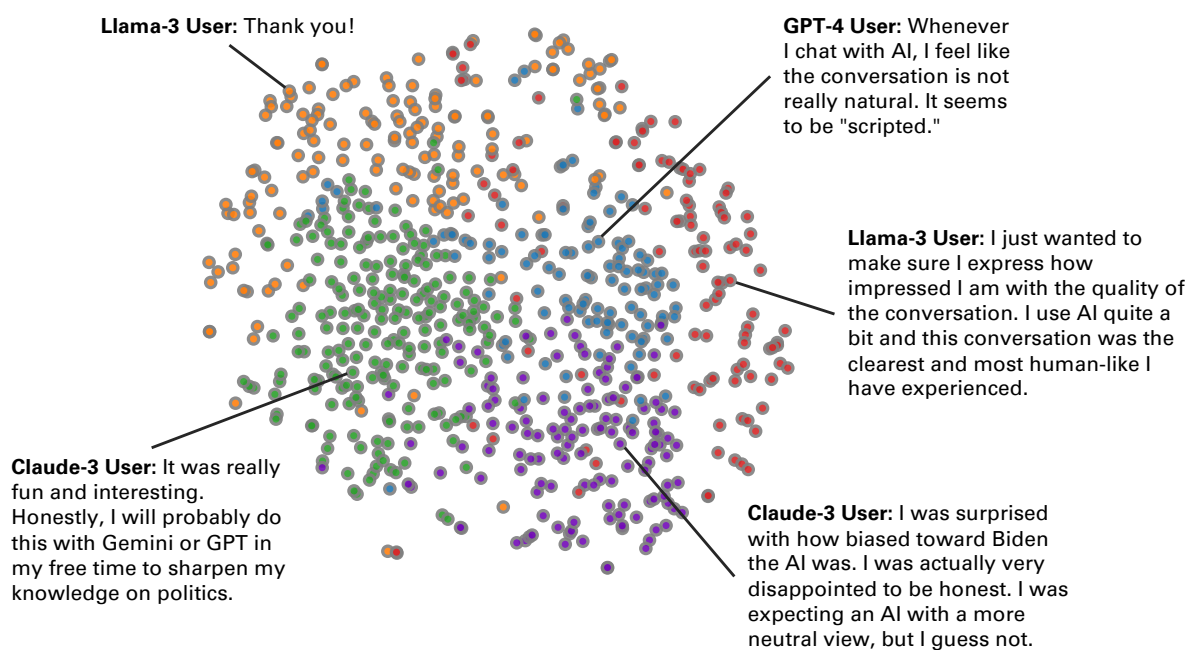 Llama-3 User: Thank you!
GPT-4 User: Whenever
I chat with AI, I feel like
the conversation is not
really natural. It seems
to be "scripted."
Llama-3 User: I just wanted to
make sure I express how
impressed I am with the quality of
the conversation. I use AI quite a
bit and this conversation was the
clearest and most human-like I
have experienced.
Claude-3 User: It was really
fun and interesting.
Honestly, I will probably do
this with Gemini or GPT in
my free time to sharpen my
knowledge on politics.
Claude-3 User: I was surprised
with how biased toward Biden
the AI was. I was actually very
disappointed to be honest. I was
expecting an AI with a more
neutral view, but I guess not.